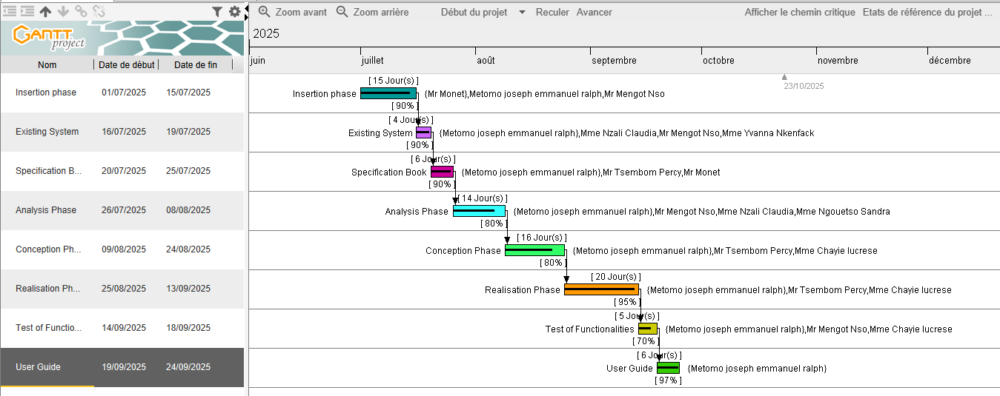 Zoom avant Zoom arrière Début du projet Reculer Avancer Afficher le chemin critique Etats de référence du projet ...
GANTT
project
2025
Nom Date de début Date de fin
juin juillet août septembre octobre novembre décembre
23/10/2025
Insertion phase 01/07/2025 15/07/2025
[ 15 Jour(s) ]
Insertion phase {Mr Monet},Metomo joseph emmanuel ralph,Mr Mengot Nso
[ 90% ]
Existing System 16/07/2025 19/07/2025
[ 4 Jour(s) ]
Existing System {Metomo joseph emmanuel ralph},Mme Nzali Claudia,Mr Mengot Nso,Mme Yvanna Nkenfack
[ 90% ]
Specification B... 20/07/2025 25/07/2025
[ 6 Jour(s) ]
Specification Book {Metomo joseph emmanuel ralph},Mr Tsembom Percy,Mr Monet
[ 90% ]
Analysis Phase 26/07/2025 08/08/2025
[ 14 Jour(s) ]
Analysis Phase {Metomo joseph emmanuel ralph},Mr Mengot Nso,Mme Nzali Claudia,Mme Ngouetso Sandra
[ 80% ]
Conception Ph... 09/08/2025 24/08/2025
[ 16 Jour(s) ]
Conception Phase {Metomo joseph emmanuel ralph},Mr Tsembom Percy,Mme Chayie lucrese
[ 80% ]
Realisation Ph... 25/08/2025 13/09/2025
[ 20 Jour(s) ]
Realisation Phase {Metomo joseph emmanuel ralph},Mr Tsembom Percy,Mme Chayie lucrese
[ 95% ]
Test of Functio... 14/09/2025 18/09/2025
[ 5 Jour(s) ]
Test of Functionalities {Metomo joseph emmanuel ralph},Mr Mengot Nso,Mme Chayie lucrese
[ 70% ]
User Guide 19/09/2025 24/09/2025
[ 6 Jour(s) ]
User Guide {Metomo joseph emmanuel ralph}
[ 97% ]